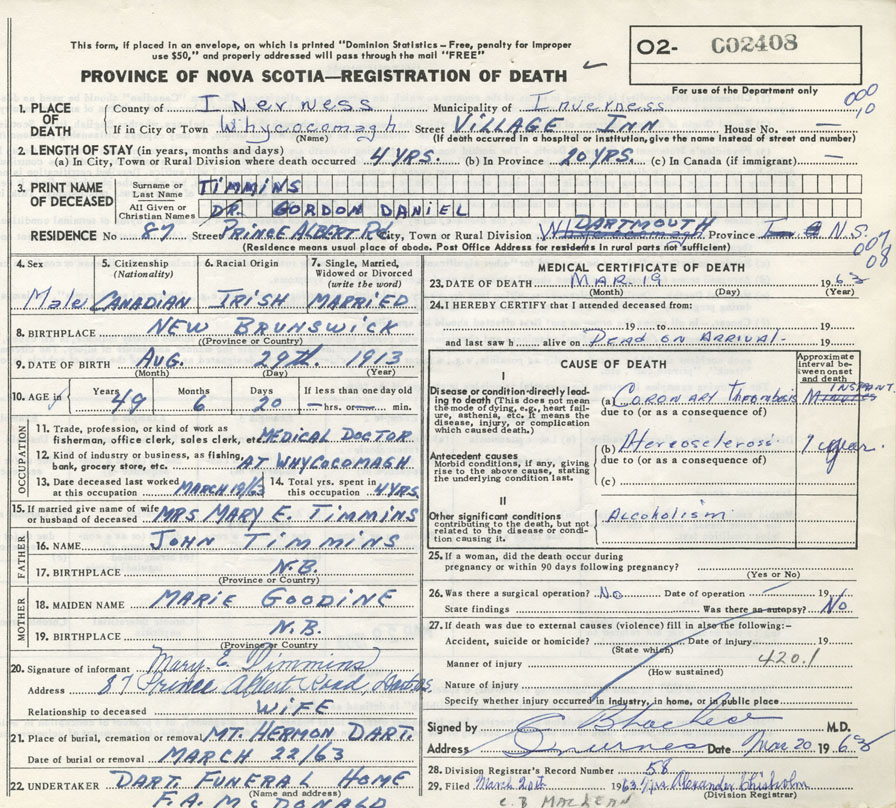 This form, if placed in an envelope, on which is printed "Dominion Statistics - Free, penalty for improper
use $50," and properly addressed will pass through the mail "FREE"
PROVINCE OF NOVA SCOTIA—REGISTRATION OF DEATH
02- C02408
For use of the Department only
1. PLACE OF DEATH County of Inverness Municipality of Inverness
If in City or Town Whycocomagh Street VILLAGE INN House No. —
(Name) (If death occurred in a hospital or institution, give the name instead of street and number)
2. LENGTH OF STAY (in years, months and days)
(a) In City, Town or Rural Division where death occurred 4 YRS. (b) In Province 20 YRS. (c) In Canada (if immigrant) —
3. PRINT NAME OF DECEASED Surname or Last Name TIMMINS
All Given or Christian Names DR. GORDON DANIEL
RESIDENCE No 87 Street PRINCE ALBERT Rd. City, Town or Rural Division DARTMOUTH Province N.S.
(Residence means usual place of abode. Post Office Address for residents in rural parts not sufficient)
000
10
007
08
4. Sex Male
5. Citizenship (Nationality) CANADIAN
6. Racial Origin IRISH
7. Single, Married, Widowed or Divorced (write the word) MARRIED
8. BIRTHPLACE NEW BRUNSWICK
(Province or Country)
9. DATE OF BIRTH AUG. 29th. 1913
(Month) (Day) (Year)
10. AGE in Years 49 Months 6 Days 20 If less than one day old — hrs. or min.
OCCUPATION
11. Trade, profession, or kind of work as fisherman, office clerk, sales clerk, etc. MEDICAL DOCTOR
12. Kind of industry or business, as fishing, bank, grocery store, etc. AT WHYCOCOMAGH
13. Date deceased last worked at this occupation MARCH 19/63
14. Total yrs. spent in this occupation 4 YRS.
15. If married give name of wife or husband of deceased MRS MARY E. TIMMINS
FATHER
16. NAME JOHN TIMMINS
17. BIRTHPLACE N.B.
(Province or Country)
MOTHER
18. MAIDEN NAME MARIE GOODINE
19. BIRTHPLACE N.B.
(Province or Country)
20. Signature of informant Mary E. Timmins
Address 87 Prince Albert Road
Relationship to deceased WIFE
21. Place of burial, cremation or removal MT. HERMON DART.
Date of burial or removal MARCH 22/63
22. UNDERTAKER DART. FUNERAL HOME
(Name and address)
F.A. McDONALD
MEDICAL CERTIFICATE OF DEATH
23. DATE OF DEATH MAR. 19 1963
(Month) (Day) (Year)
24. I HEREBY CERTIFY that I attended deceased from:
19 to 19
and last saw h alive on DEAD ON ARRIVAL. 19
CAUSE OF DEATH
Approximate interval between onset and death
I
Disease or condition directly leading to death (This does not mean the mode of dying, e.g., heart failure, asthenia, etc. It means the disease, injury, or complication which caused death.)
(a) CORONARY Thrombosis INSTANT.
due to (or as a consequence of)
Antecedent causes
Morbid conditions, if any, giving rise to the above cause, stating the underlying condition last.
(b) Atereosclerosis year.
due to (or as a consequence of)
(c)
II
Other significant conditions contributing to the death, but not related to the disease or condition causing it.
Alcoholism
25. If a woman, did the death occur during pregnancy or within 90 days following pregnancy?
(Yes or No)
26. Was there a surgical operation? No Date of operation 19
State findings Was there an autopsy? No
27. If death was due to external causes (violence) fill in also the following:—
Accident, suicide or homicide? Date of injury 19
(State which)
Manner of injury 420.1
(How sustained)
Nature of injury
Specify whether injury occurred in industry, in home, or in public place
Signed by M.D.
Address Date Mar 20 1963
28. Division Registrar's Record Number 58
29. Filed March 20th 1963 Alexander Chisholm
(Division Registrar)
C. B MacLEAN